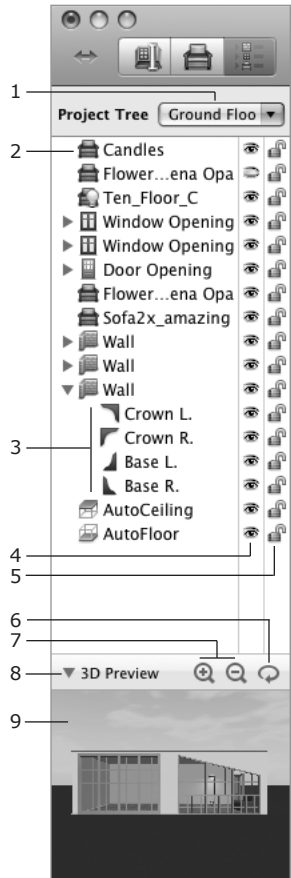 1
Project Tree Ground Floo
2 Candles
Flower...ena Opa
Ten_Floor_C
Window Opening
Window Opening
Door Opening
Flower...ena Opa
Sofa2x_amazing
Wall
Wall
Wall
Crown L.
Crown R.
3
Base L.
Base R.
AutoCeiling
4 AutoFloor
5
6
7
8 3D Preview
9